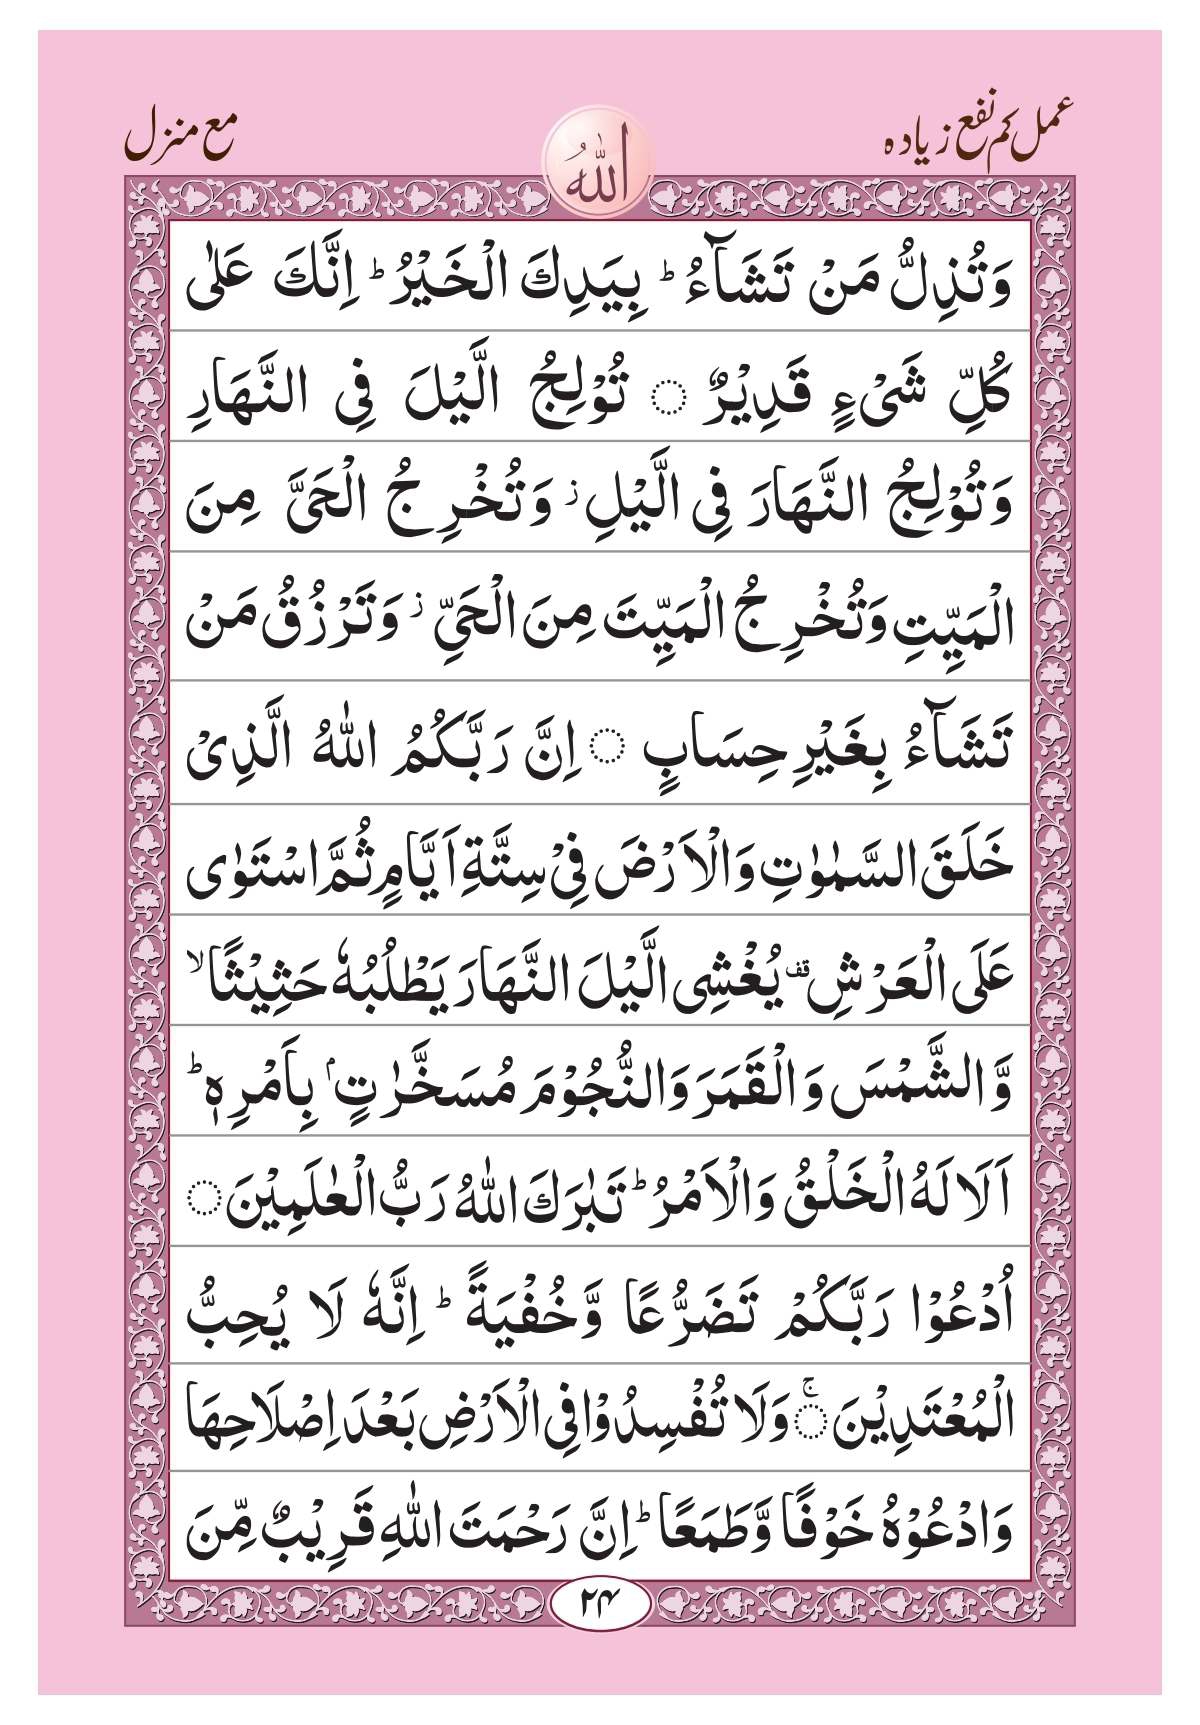 عمل کم نفع زیادہ
مع منزل
اللہ
وَتُذِلُّ مَنْ تَشَآءُ ؕ بِيَدِكَ الْخَيْرُ ؕ اِنَّكَ عَلٰى
كُلِّ شَىْءٍ قَدِيْرٌ ۝ تُوْلِجُ الَّيْلَ فِى النَّهَارِ
وَتُوْلِجُ النَّهَارَ فِى الَّيْلِ ز وَتُخْرِجُ الْحَىَّ مِنَ
الْمَيِّتِ وَتُخْرِجُ الْمَيِّتَ مِنَ الْحَىِّ ز وَتَرْزُقُ مَنْ
تَشَآءُ بِغَيْرِ حِسَابٍ ۝ اِنَّ رَبَّكُمُ اللّٰهُ الَّذِىْ
خَلَقَ السَّمٰوٰتِ وَالْاَرْضَ فِىْ سِتَّةِ اَيَّامٍ ثُمَّ اسْتَوٰى
عَلَى الْعَرْشِ قف يُغْشِى الَّيْلَ النَّهَارَ يَطْلُبُهٗ حَثِيْثًا ۙ
وَّالشَّمْسَ وَالْقَمَرَ وَالنُّجُوْمَ مُسَخَّرٰتٍۢ بِاَمْرِهٖ ؕ
اَلَا لَهُ الْخَلْقُ وَالْاَمْرُ ؕ تَبٰرَكَ اللّٰهُ رَبُّ الْعٰلَمِيْنَ ۝
اُدْعُوْا رَبَّكُمْ تَضَرُّعًا وَّخُفْيَةً ؕ اِنَّهٗ لَا يُحِبُّ
الْمُعْتَدِيْنَ ۝ۚ وَلَا تُفْسِدُوْا فِى الْاَرْضِ بَعْدَ اِصْلَاحِهَا
وَادْعُوْهُ خَوْفًا وَّطَمَعًا ؕ اِنَّ رَحْمَتَ اللّٰهِ قَرِيْبٌ مِّنَ
۲۴